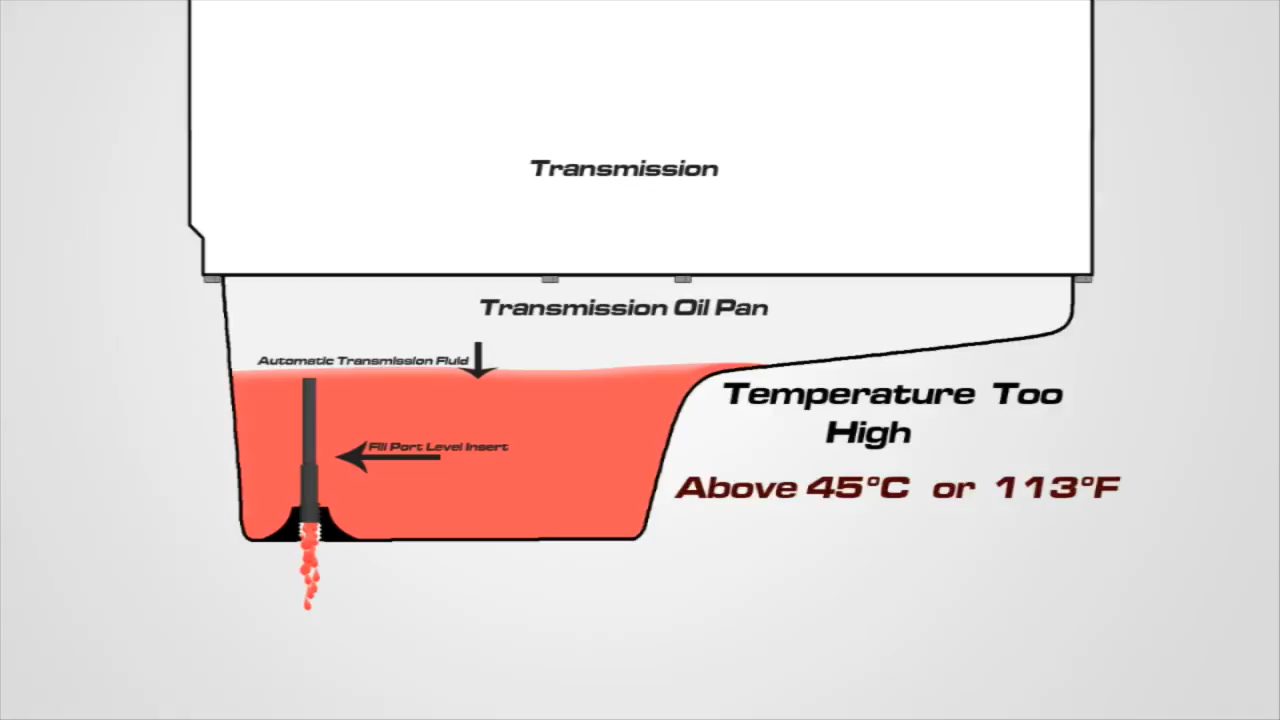 Transmission
Transmission Oil Pan
Automatic Transmission Fluid
Temperature Too
High
Fill Port Level Insert
Above 45°C or 113°F